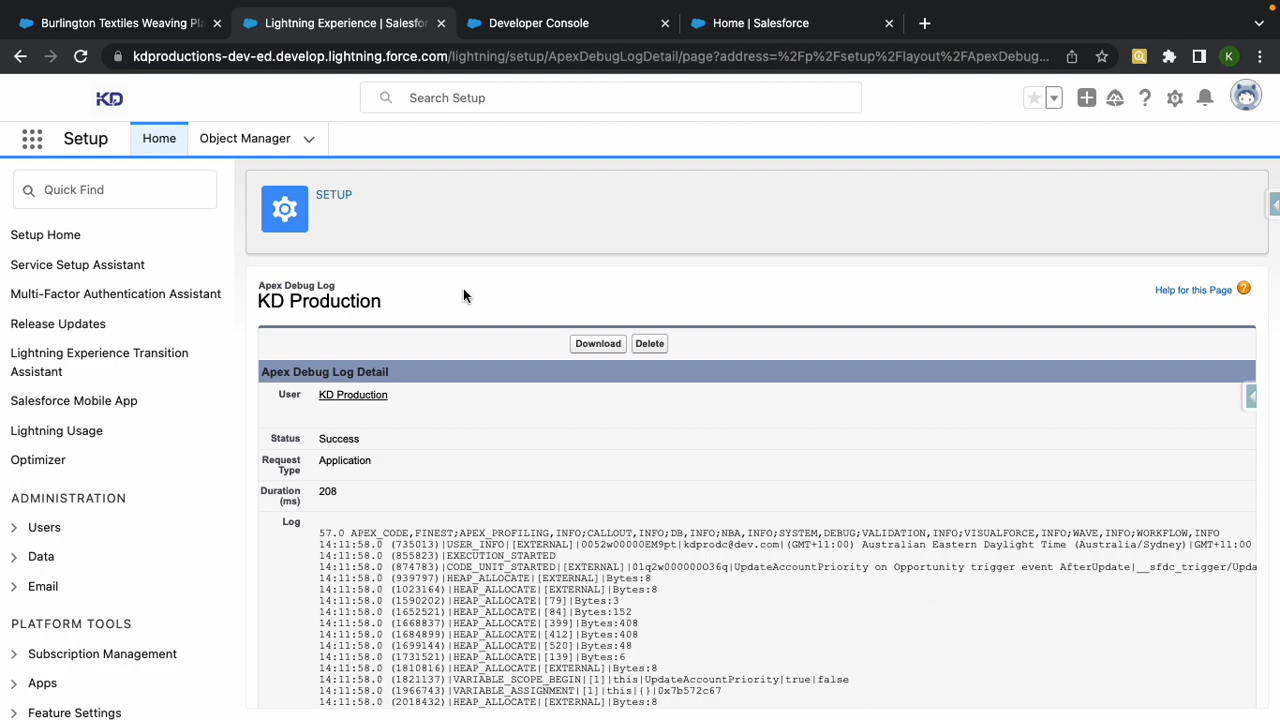 Burlington Textiles Weaving Pl
Lightning Experience | Salesfor
Developer Console
Home | Salesforce
kdproductions-dev-ed.develop.lightning.force.com/lightning/setup/ApexDebugLogDetail/page?address=%2Fp%2Fsetup%2Flayout%2FApexDebug...
K
KD
Search Setup
Setup
Home
Object Manager
Quick Find
SETUP
Setup Home
Service Setup Assistant
Multi-Factor Authentication Assistant
Release Updates
Lightning Experience Transition
Assistant
Salesforce Mobile App
Lightning Usage
Optimizer
ADMINISTRATION
Users
Data
Email
PLATFORM TOOLS
Subscription Management
Apps
Feature Settings
Apex Debug Log
KD Production
Help for this Page
Download
Delete
Apex Debug Log Detail
User KD Production
Status Success
Request
Type
Application
Duration
(ms)
208
Log
57.0 APEX_CODE,FINEST;APEX_PROFILING,INFO;CALLOUT,INFO;DB,INFO;NBA,INFO;SYSTEM,DEBUG;VALIDATION,INFO;VISUALFORCE,INFO;WAVE,INFO;WORKFLOW,INFO
14:11:58.0 (735013)|USER_INFO|[EXTERNAL]|0052w00000EM9pt|kdprodc@dev.com|(GMT+11:00) Australian Eastern Daylight Time (Australia/Sydney)|GMT+11:00
14:11:58.0 (855823)|EXECUTION_STARTED
14:11:58.0 (874783)|CODE_UNIT_STARTED|[EXTERNAL]|01q2w000000O36q|UpdateAccountPriority on Opportunity trigger event AfterUpdate|__sfdc_trigger/Upda
14:11:58.0 (939797)|HEAP_ALLOCATE|[EXTERNAL]|Bytes:8
14:11:58.0 (1023164)|HEAP_ALLOCATE|[EXTERNAL]|Bytes:8
14:11:58.0 (1590202)|HEAP_ALLOCATE|[79]|Bytes:3
14:11:58.0 (1652521)|HEAP_ALLOCATE|[84]|Bytes:152
14:11:58.0 (1668837)|HEAP_ALLOCATE|[399]|Bytes:408
14:11:58.0 (1684899)|HEAP_ALLOCATE|[412]|Bytes:408
14:11:58.0 (1699144)|HEAP_ALLOCATE|[520]|Bytes:48
14:11:58.0 (1731521)|HEAP_ALLOCATE|[139]|Bytes:6
14:11:58.0 (1810816)|HEAP_ALLOCATE|[EXTERNAL]|Bytes:8
14:11:58.0 (1821137)|VARIABLE_SCOPE_BEGIN|[1]|this|UpdateAccountPriority|true|false
14:11:58.0 (1966743)|VARIABLE_ASSIGNMENT|[1]|this|{}|0x7b572c67
14:11:58.0 (2018432)|HEAP_ALLOCATE|[EXTERNAL]|Bytes:8